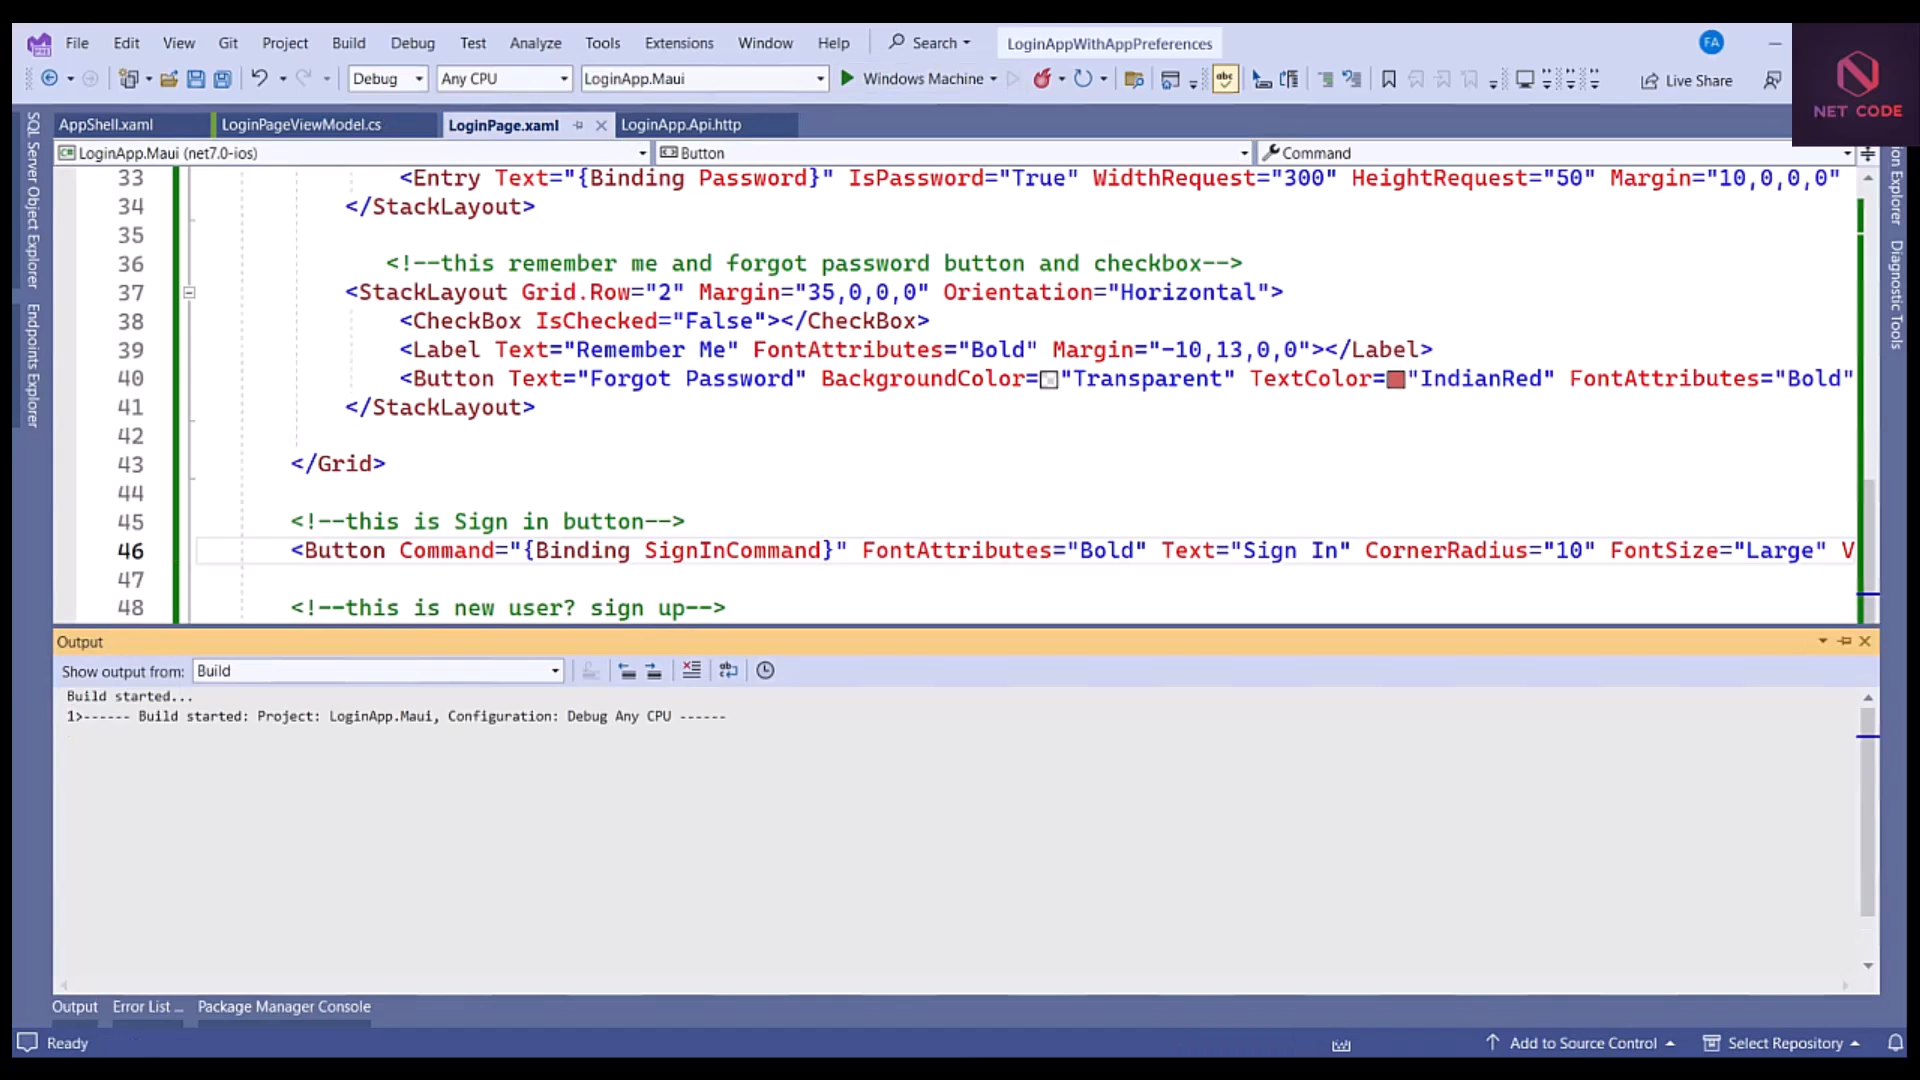 File Edit View Git Project Build Debug Test Analyze Tools Extensions Window Help Search LoginAppWithAppPreferences FA
Debug Any CPU LoginApp.Maui Windows Machine abc Live Share
NET CODE
AppShell.xaml LoginPageViewModel.cs LoginPage.xaml LoginApp.Api.http
LoginApp.Maui (net7.0-ios) Button Command
SQL Server Object Explorer
Endpoints Explorer
Explorer
Diagnostic Tools
33 <Entry Text="{Binding Password}" IsPassword="True" WidthRequest="300" HeightRequest="50" Margin="10,0,0,0"
34 </StackLayout>
35
36 <!--this remember me and forgot password button and checkbox-->
37 <StackLayout Grid.Row="2" Margin="35,0,0,0" Orientation="Horizontal">
38 <CheckBox IsChecked="False"></CheckBox>
39 <Label Text="Remember Me" FontAttributes="Bold" Margin="-10,13,0,0"></Label>
40 <Button Text="Forgot Password" BackgroundColor="Transparent" TextColor="IndianRed" FontAttributes="Bold"
41 </StackLayout>
42
43 </Grid>
44
45 <!--this is Sign in button-->
46 <Button Command="{Binding SignInCommand}" FontAttributes="Bold" Text="Sign In" CornerRadius="10" FontSize="Large" V
47
48 <!--this is new user? sign up-->
Output
Show output from: Build
Build started...
1>------ Build started: Project: LoginApp.Maui, Configuration: Debug Any CPU ------
Output Error List ... Package Manager Console
Ready Add to Source Control Select Repository